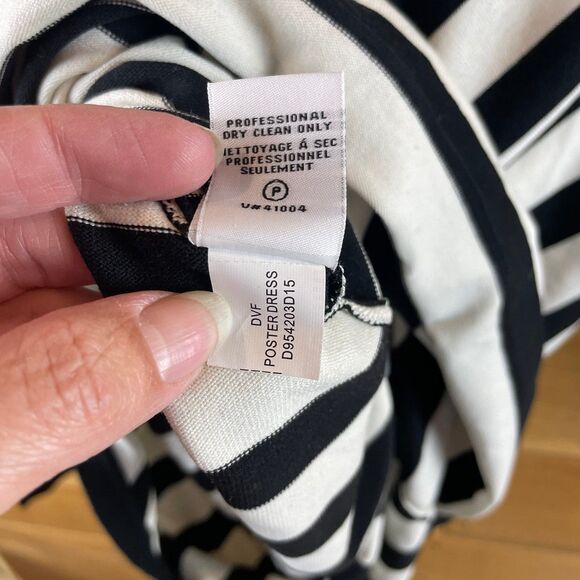 PROFESSIONAL
DRY CLEAN ONLY
NETTOYAGE Á SEC
PROFESSIONNEL
SEULEMENT
P
V#41004
DVF
POSTER DRESS
D954203D15